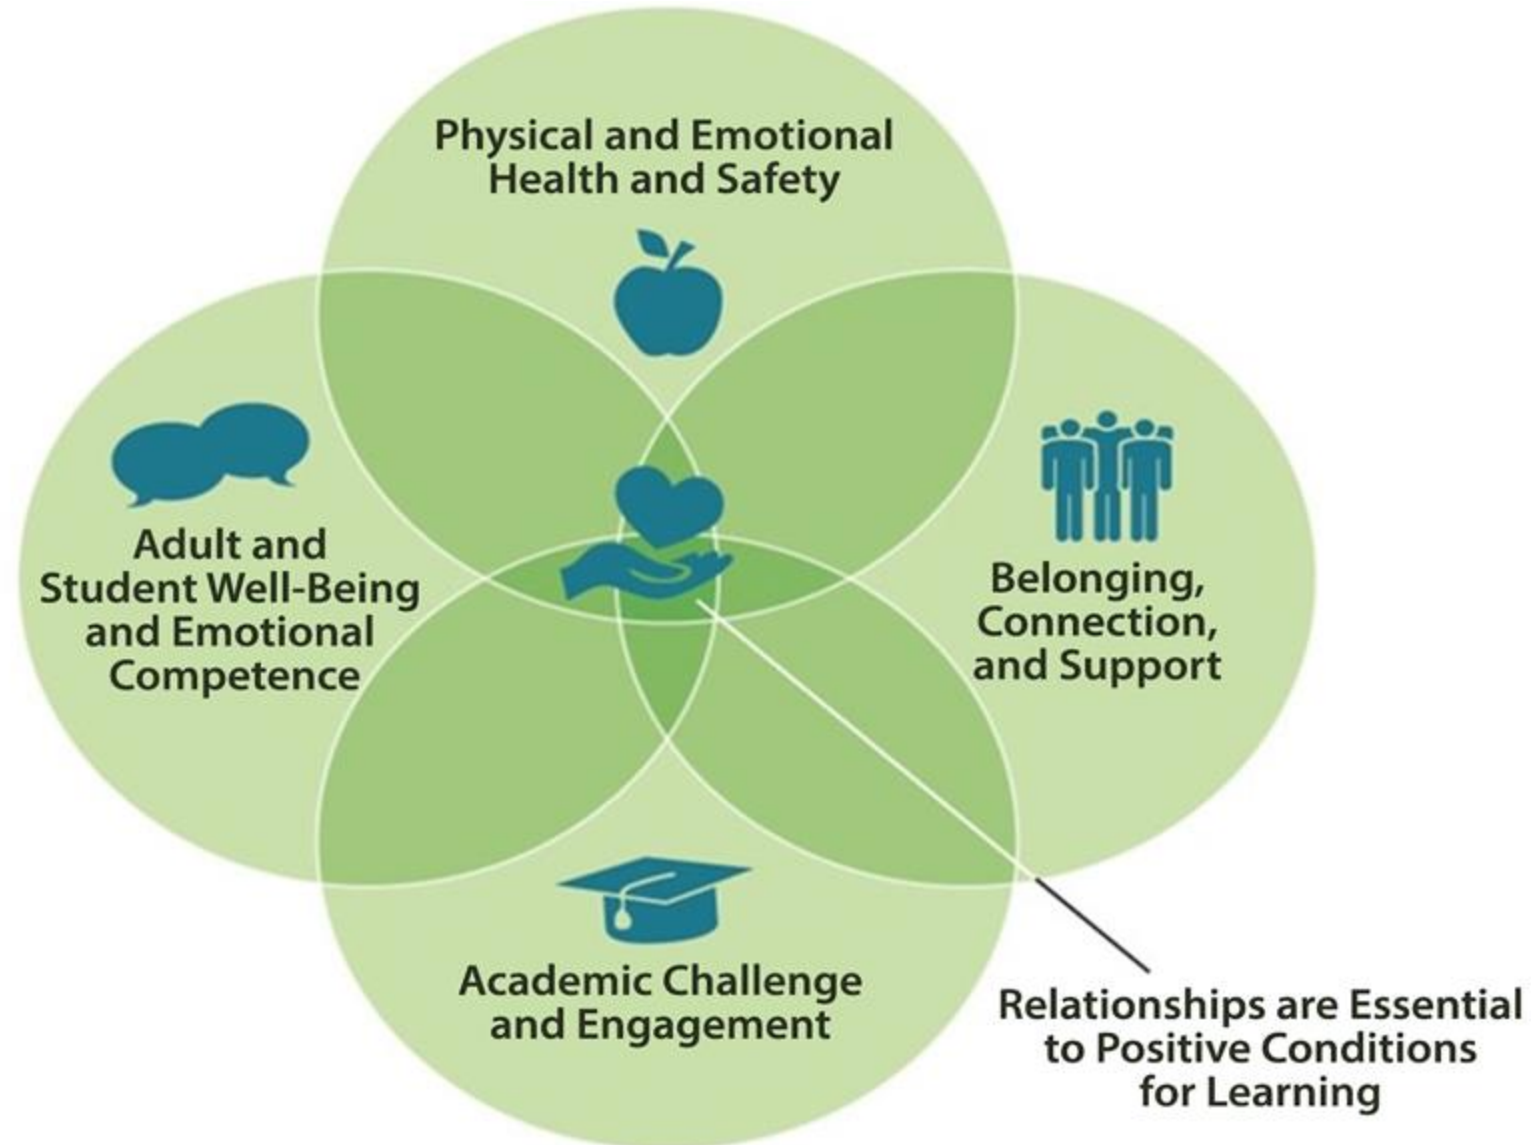 Physical and Emotional
Health and Safety
Adult and
Student Well-Being
and Emotional
Competence
Belonging,
Connection,
and Support
Academic Challenge
and Engagement
Relationships are Essential
to Positive Conditions
for Learning